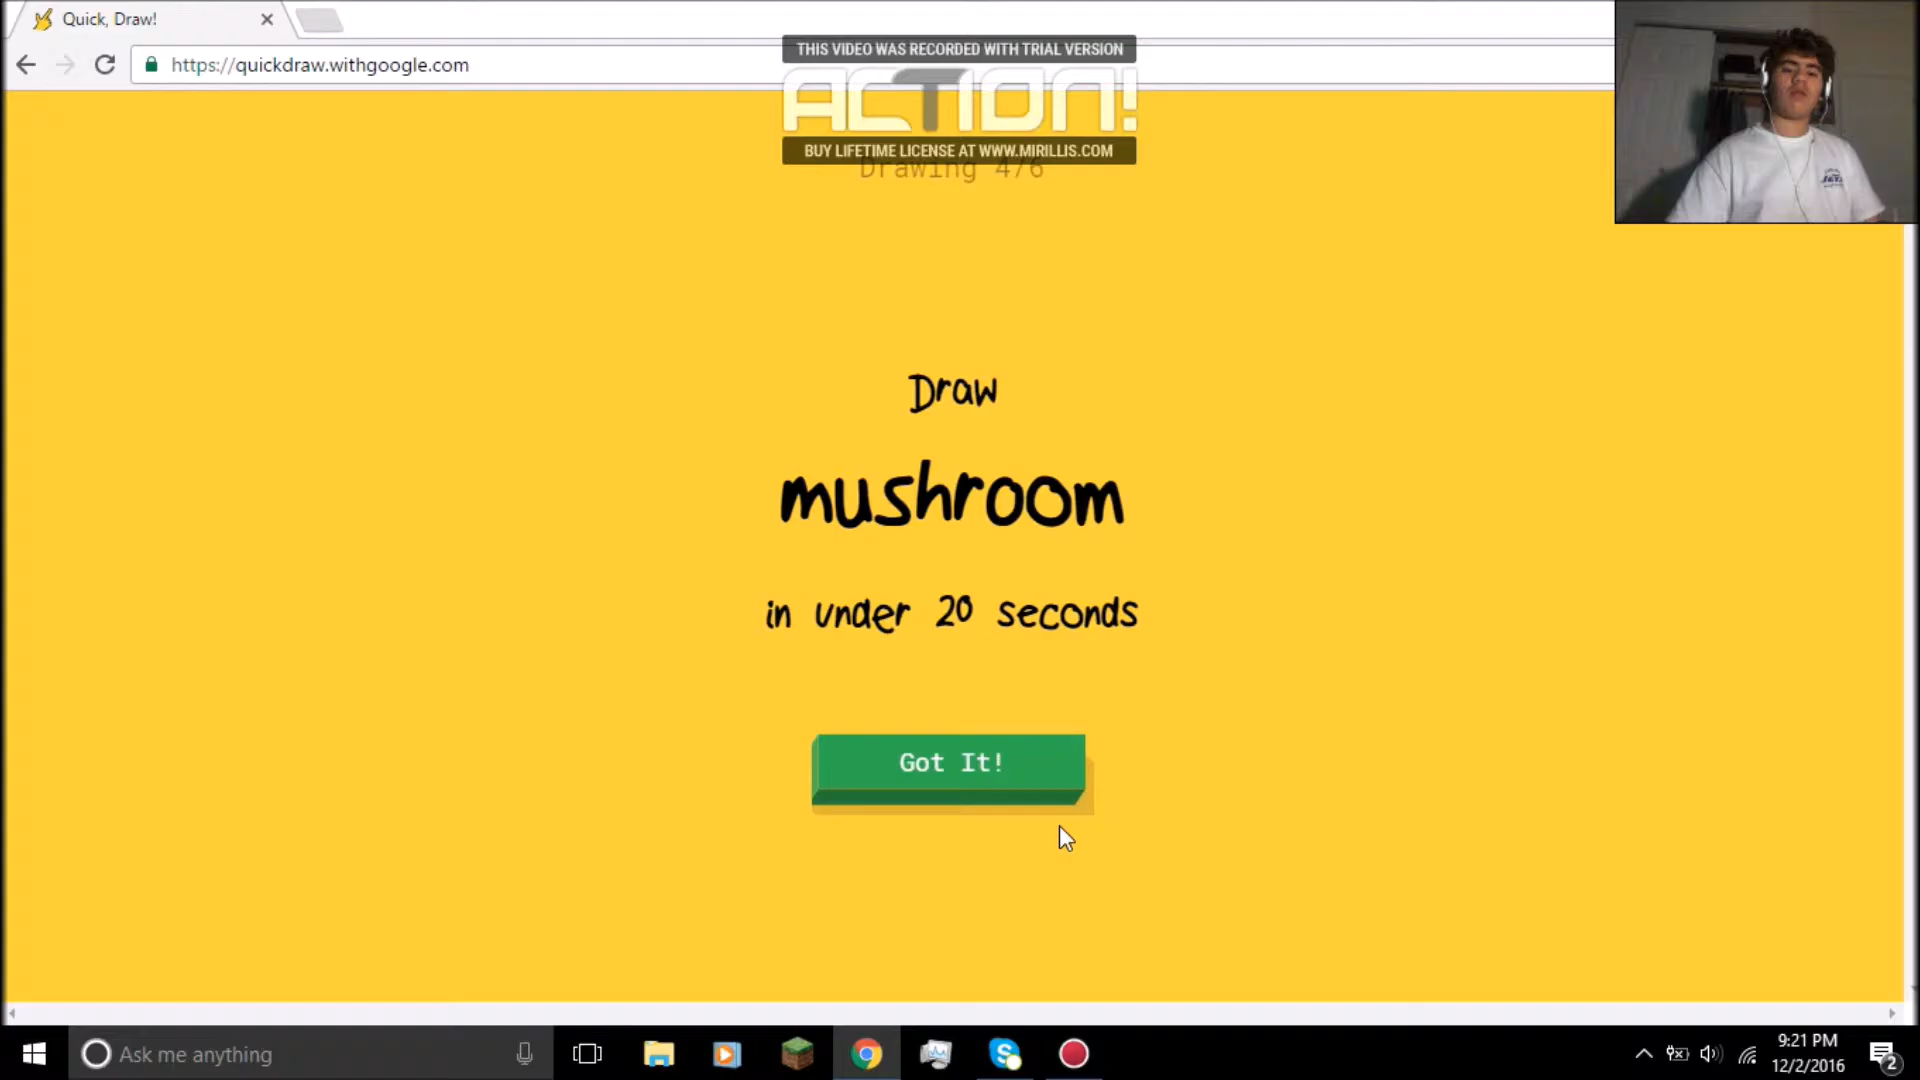 Quick, Draw!
https://quickdraw.withgoogle.com
THIS VIDEO WAS RECORDED WITH TRIAL VERSION
ACTION!
BUY LIFETIME LICENSE AT WWW.MIRILLIS.COM
Drawing 4/6
Draw
mushroom
in under 20 seconds
Got It!
Ask me anything
9:21 PM
12/2/2016
2